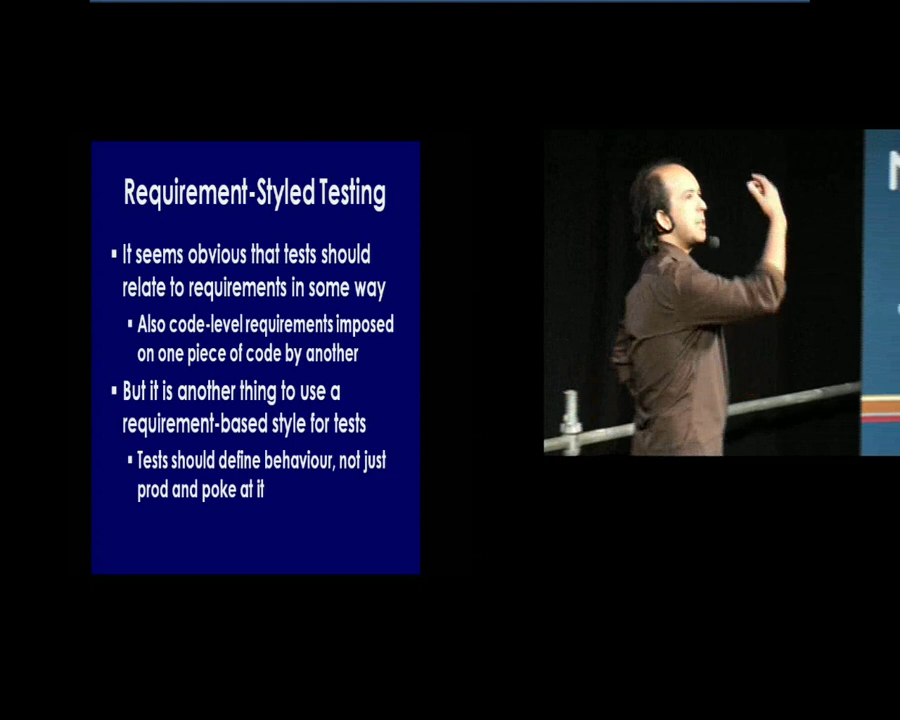 Requirement-Styled Testing
▪ It seems obvious that tests should
relate to requirements in some way
▪ Also code-level requirements imposed
on one piece of code by another
▪ But it is another thing to use a
requirement-based style for tests
▪ Tests should define behaviour, not just
prod and poke at it